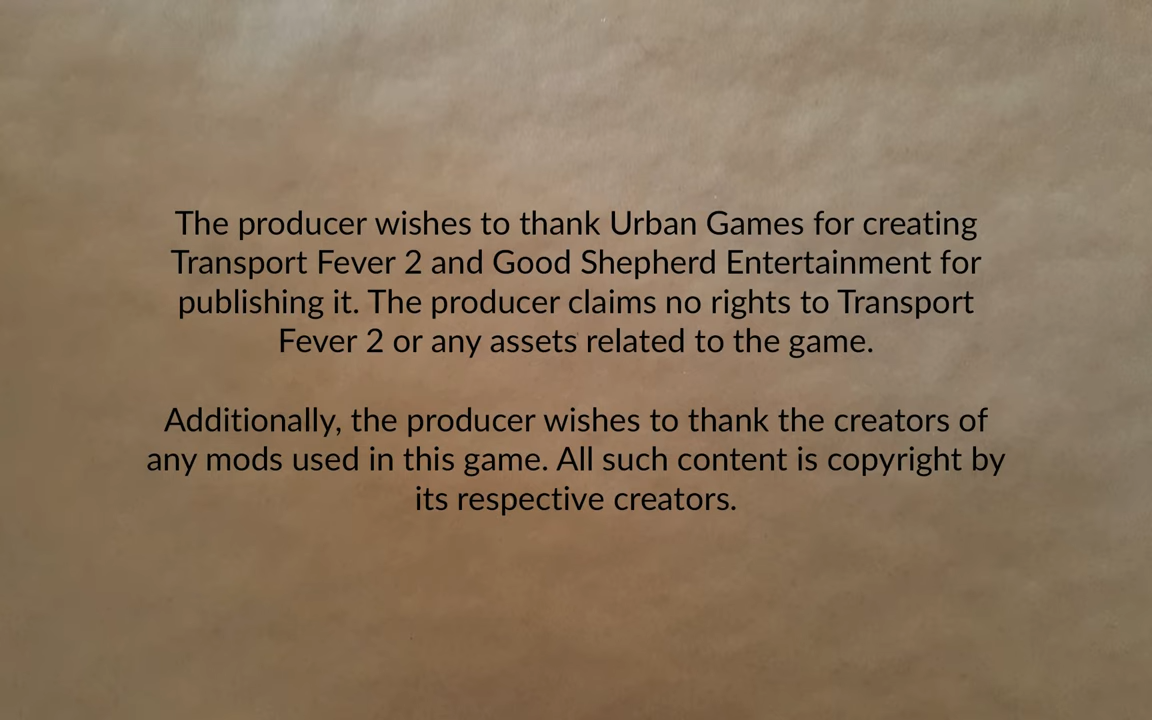 The producer wishes to thank Urban Games for creating
Transport Fever 2 and Good Shepherd Entertainment for
publishing it. The producer claims no rights to Transport
Fever 2 or any assets related to the game.
Additionally, the producer wishes to thank the creators of
any mods used in this game. All such content is copyright by
its respective creators.